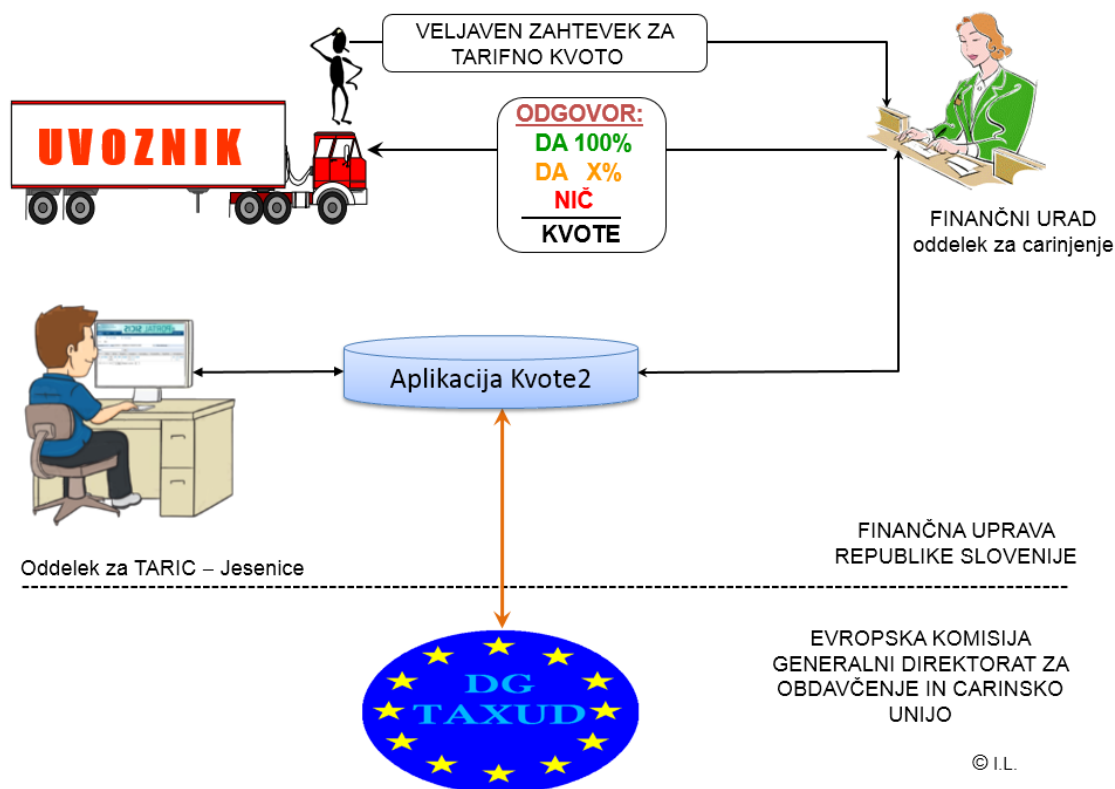 VELJAVEN ZAHTEVEK ZA
TARIFNO KVOTO
UVOZNIK
ODGOVOR:
DA 100%
DA X%
NIČ
KVOTE
FINANČNI URAD
oddelek za carinjenje
Aplikacija Kvote2
Oddelek za TARIC – Jesenice
FINANČNA UPRAVA
REPUBLIKE SLOVENIJE
DG
TAXUD
EVROPSKA KOMISIJA
GENERALNI DIREKTORAT ZA
OBDAVČENJE IN CARINSKO
UNIJO
© I.L.